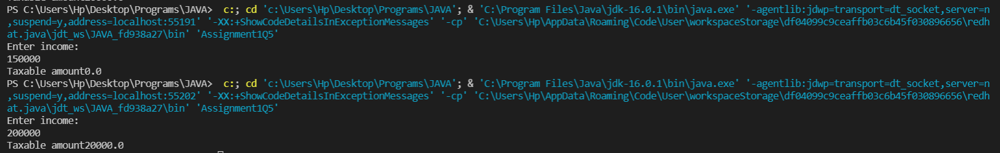 PS C:\Users\Hp\Desktop\Programs\JAVA>  c:; cd 'c:\Users\Hp\Desktop\Programs\JAVA'; & 'C:\Program Files\Java\jdk-16.0.1\bin\java.exe' '-agentlib:jdwp=transport=dt_socket,server=n
,suspend=y,address=localhost:55191' '-XX:+ShowCodeDetailsInExceptionMessages' '-cp' 'C:\Users\Hp\AppData\Roaming\Code\User\workspaceStorage\df04099c9ceaffb03c6b45f030896656\redh
at.java\jdt_ws\JAVA_fd938a27\bin' 'Assignment1Q5'
Enter income:
150000
Taxable amount0.0
PS C:\Users\Hp\Desktop\Programs\JAVA>  c:; cd 'c:\Users\Hp\Desktop\Programs\JAVA'; & 'C:\Program Files\Java\jdk-16.0.1\bin\java.exe' '-agentlib:jdwp=transport=dt_socket,server=n
,suspend=y,address=localhost:55202' '-XX:+ShowCodeDetailsInExceptionMessages' '-cp' 'C:\Users\Hp\AppData\Roaming\Code\User\workspaceStorage\df04099c9ceaffb03c6b45f030896656\redh
at.java\jdt_ws\JAVA_fd938a27\bin' 'Assignment1Q5'
Enter income:
200000
Taxable amount20000.0